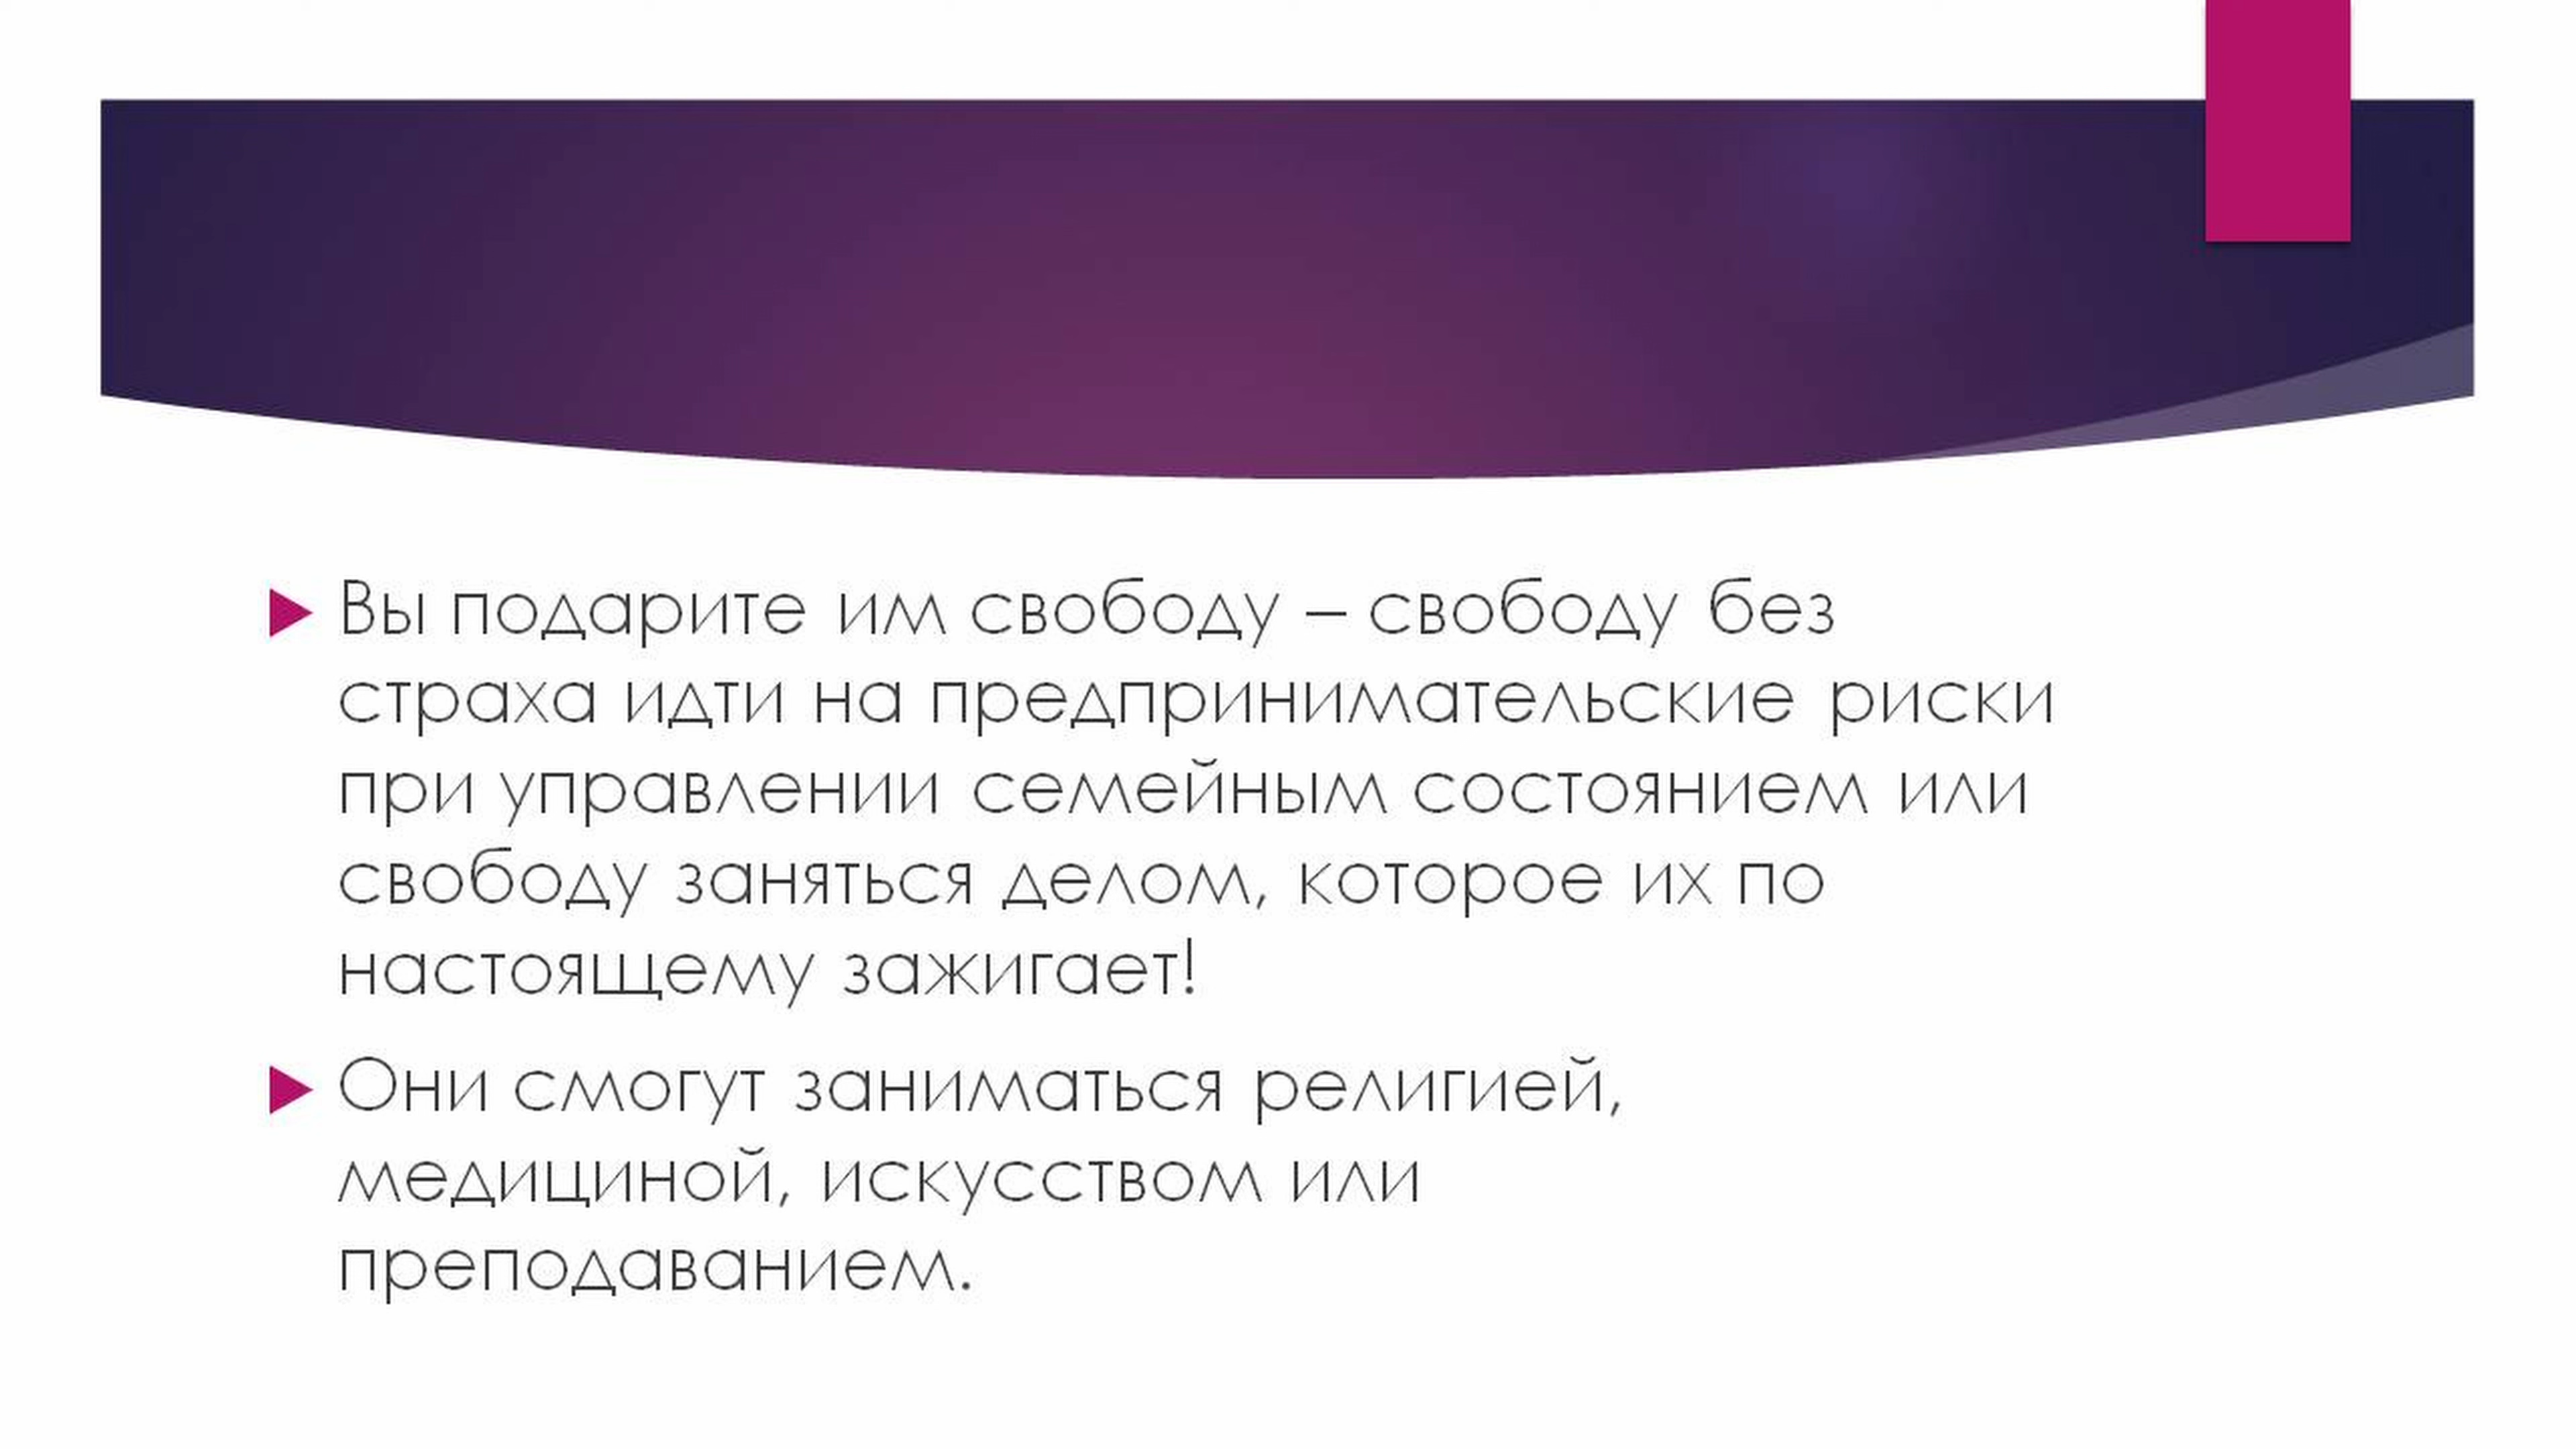 Вы подарите им свободу – свободу без
страха идти на предпринимательские риски
при управлении семейным состоянием или
свободу заняться делом, которое их по
настоящему зажигает!
Они смогут заниматься религией,
медициной, искусством или
преподаванием.